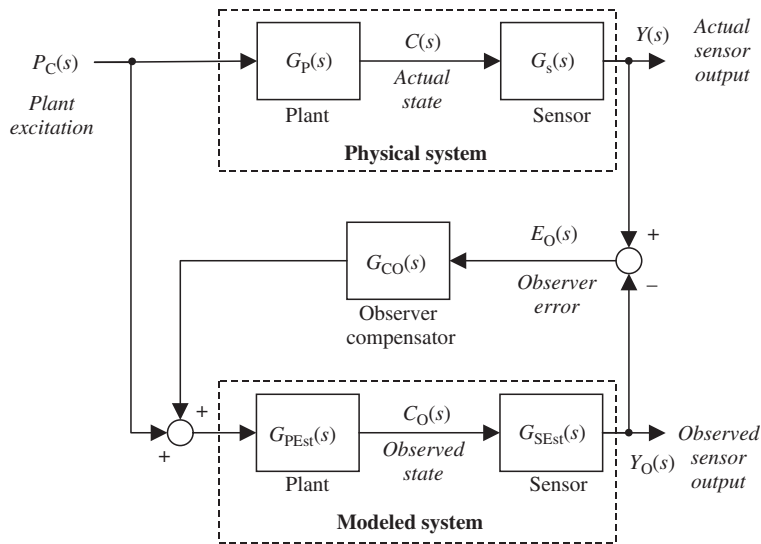 P_C(s)
Plant
excitation
G_P(s)
Plant
C(s)
Actual
state
G_s(s)
Sensor
Physical system
Y(s)
Actual
sensor
output
G_CO(s)
Observer
compensator
E_O(s)
Observer
error
+
–
+
+
G_PEst(s)
Plant
C_O(s)
Observed
state
G_SEst(s)
Sensor
Modeled system
Y_O(s)
Observed
sensor
output